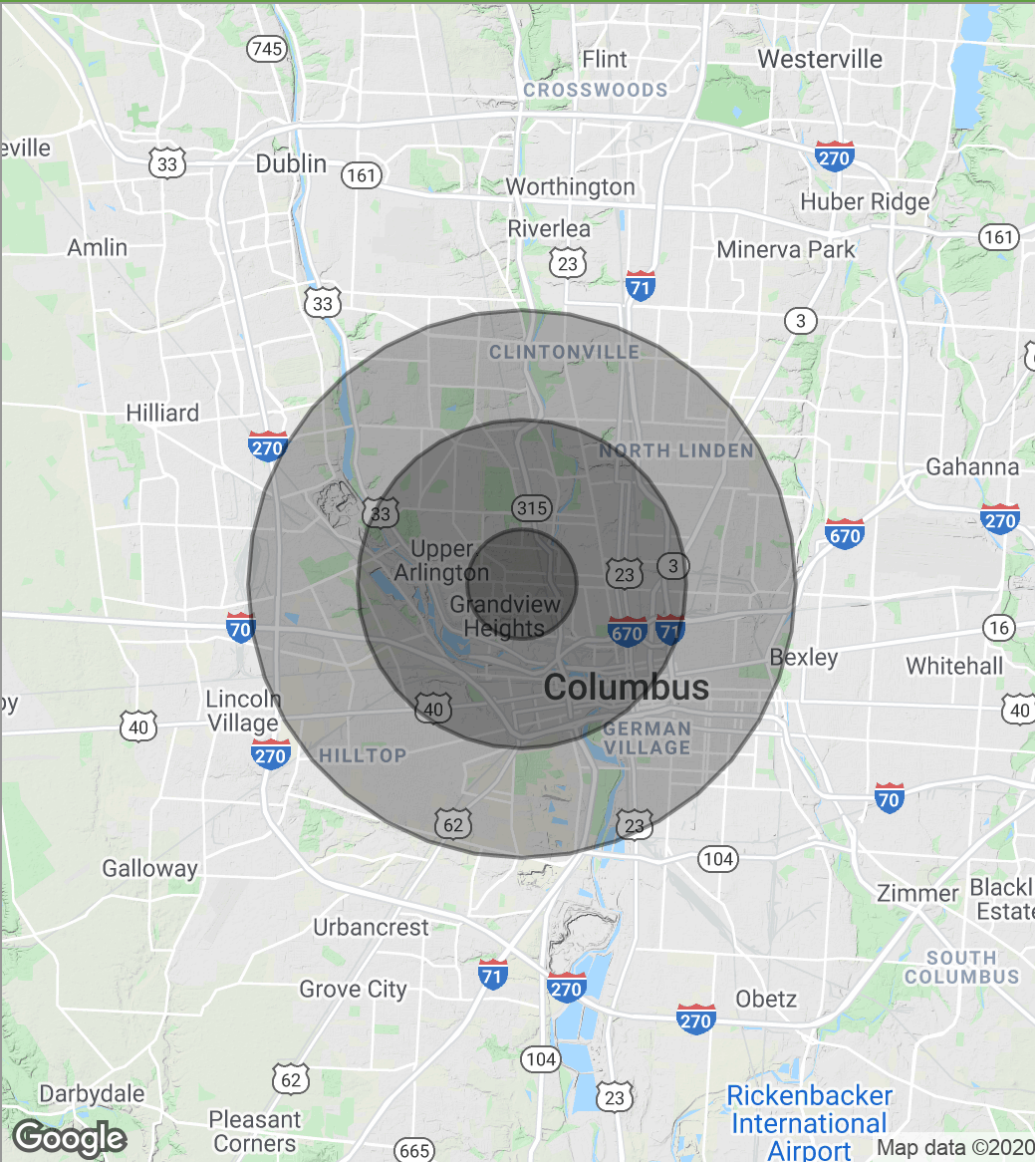 745
Flint
Westerville
CROSSWOODS
eville
33
Dublin
161
270
Worthington
Huber Ridge
Riverlea
161
Amlin
23
Minerva Park
71
33
3
CLINTONVILLE
Hilliard
270
NORTH LINDEN
Gahanna
33
315
270
670
Upper
Arlington
23
3
Grandview
Heights
70
670
71
16
Bexley
Whitehall
Columbus
Lincoln
Village
40
40
40
GERMAN
VILLAGE
270
HILLTOP
70
62
23
104
Galloway
Zimmer
Blackl
Estate
Urbancrest
SOUTH
COLUMBUS
71
270
Grove City
Obetz
270
104
62
Darbydale
23
Rickenbacker
International
Airport
Pleasant
Corners
Google
665
Map data ©2020